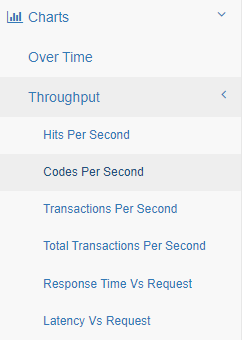 Charts
Over Time
Throughput
Hits Per Second
Codes Per Second
Transactions Per Second
Total Transactions Per Second
Response Time Vs Request
Latency Vs Request